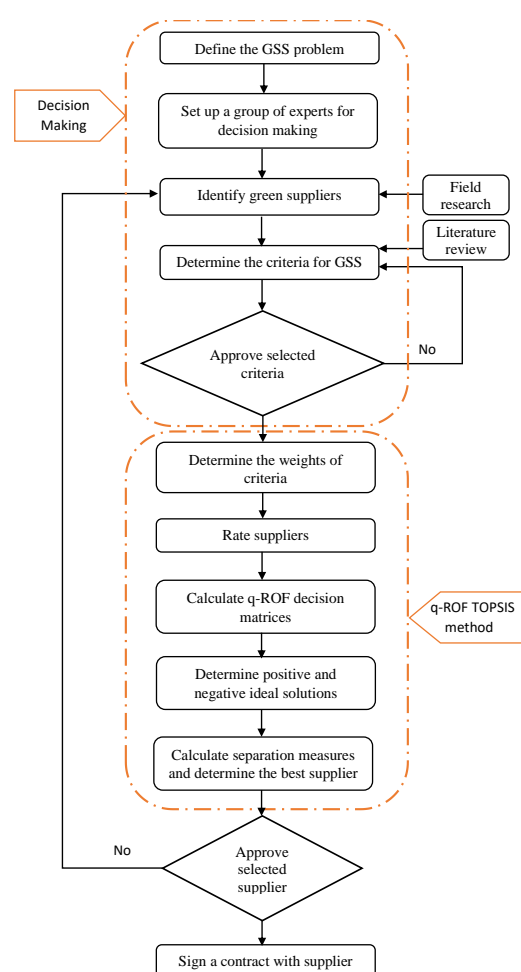 Define the GSS problem
Decision
Making
Set up a group of experts for
decision making
Identify green suppliers
Field
research
Literature
review
Determine the criteria for GSS
Approve selected
criteria
No
Determine the weights of
criteria
Rate suppliers
Calculate q-ROF decision
matrices
q-ROF TOPSIS
method
Determine positive and
negative ideal solutions
Calculate separation measures
and determine the best supplier
No
Approve
selected
supplier
Sign a contract with supplier